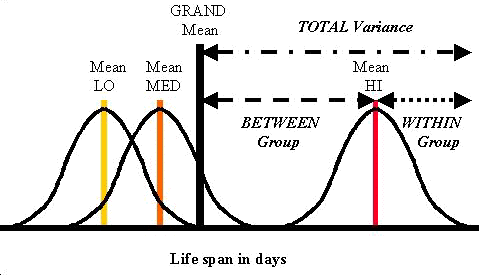 GRAND
Mean
TOTAL Variance
Mean
LO
Mean
MED
Mean
HI
BETWEEN
Group
WITHIN
Group
Life span in days